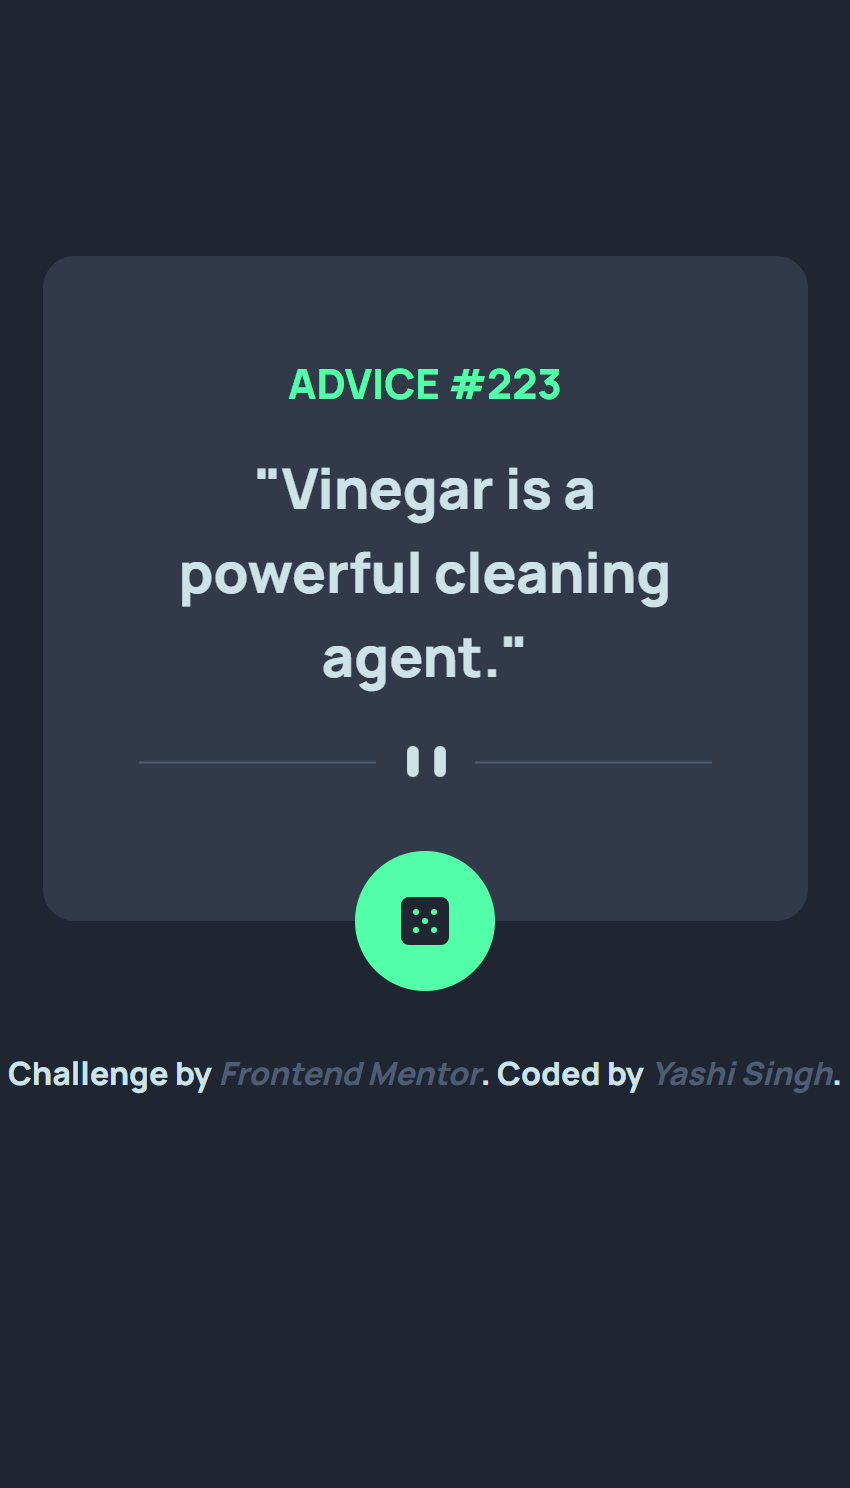 ADVICE #223
"Vinegar is a
powerful cleaning
agent."
Challenge by Frontend Mentor. Coded by Yashi Singh.